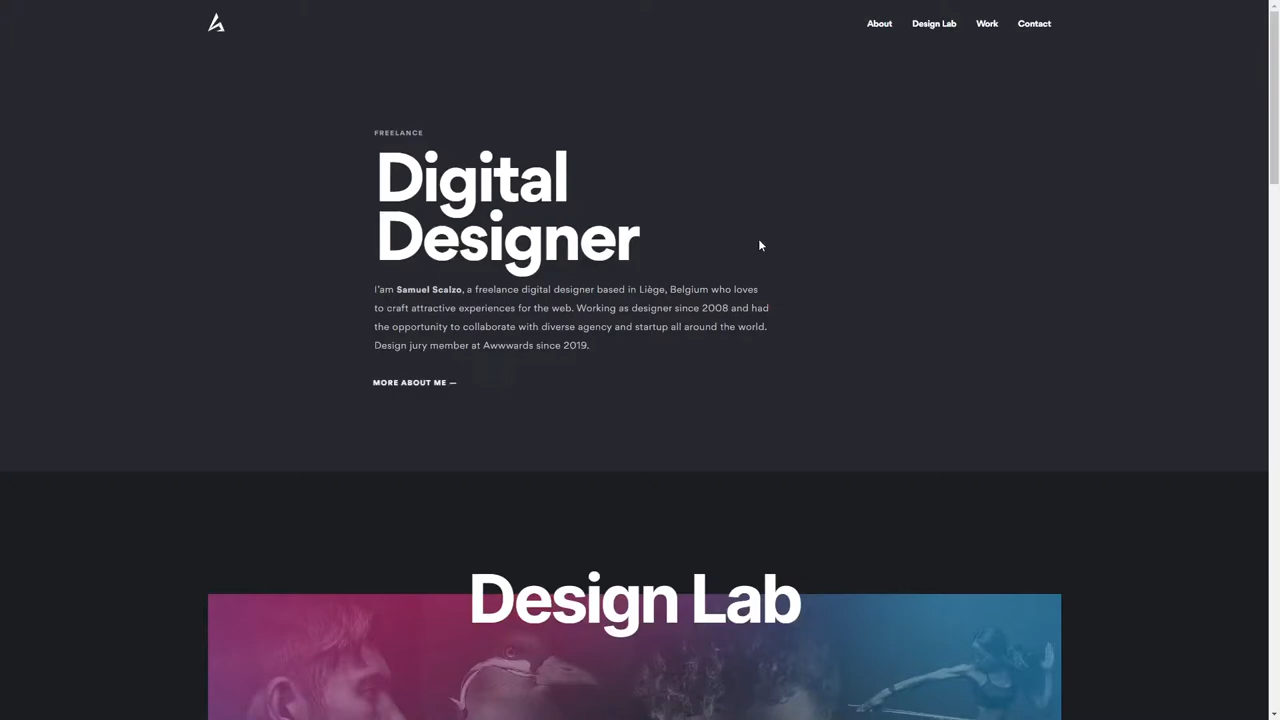 About Design Lab Work Contact
FREELANCE
Digital
Designer
I'am Samuel Scalzo, a freelance digital designer based in Liège, Belgium who loves
to craft attractive experiences for the web. Working as designer since 2008 and had
the opportunity to collaborate with diverse agency and startup all around the world.
Design jury member at Awwwards since 2019.
MORE ABOUT ME —
Design Lab